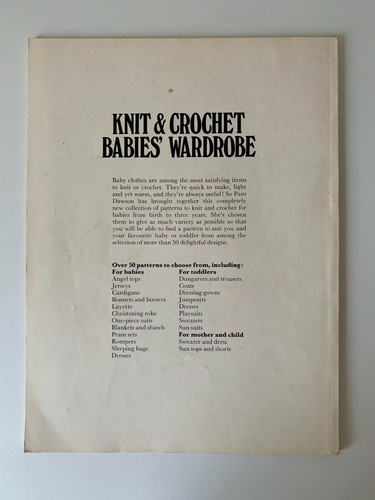 KNIT & CROCHET
BABIES' WARDROBE
Baby clothes are among the most satisfying items
to knit or crochet. They're quick to make, light
and yet warm, and they're always useful! So Pam
Dawson has brought together this completely
new collection of patterns to knit and crochet for
babies from birth to three years. She's chosen
them to give as much variety as possible so that
you will be able to find a pattern to suit you and
your favourite baby or toddler from among the
selection of more than 50 delightful designs.
Over 50 patterns to choose from, including:
For babies
Angel tops
Jerseys
Cardigans
Bonnets and bootees
Layette
Christening robe
One-piece suits
Blankets and shawls
Pram sets
Rompers
Sleeping bags
Dresses
For toddlers
Dungarees and trousers
Coats
Dressing gowns
Jumpsuits
Dresses
Playsuits
Sweaters
Sun suits
For mother and child
Sweater and dress
Sun tops and shorts